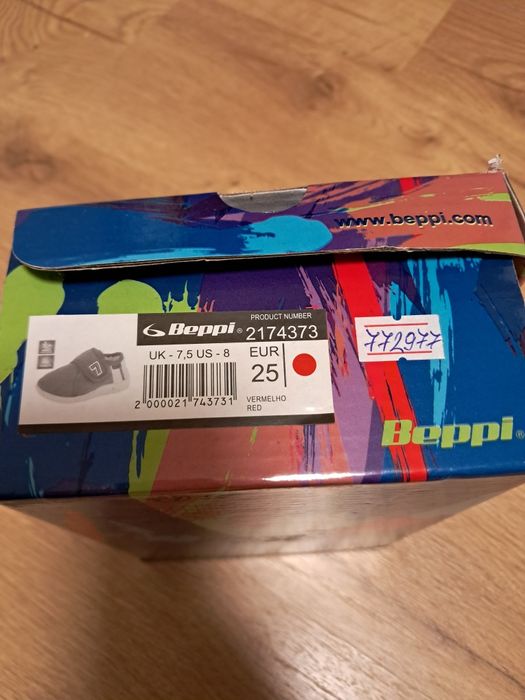 www.beppi.com
Beppi®
PRODUCT NUMBER
2174373
UK - 7,5 US - 8
EUR
25
2 000021 743731
VERMELHO
RED
7
772977
Beppi®